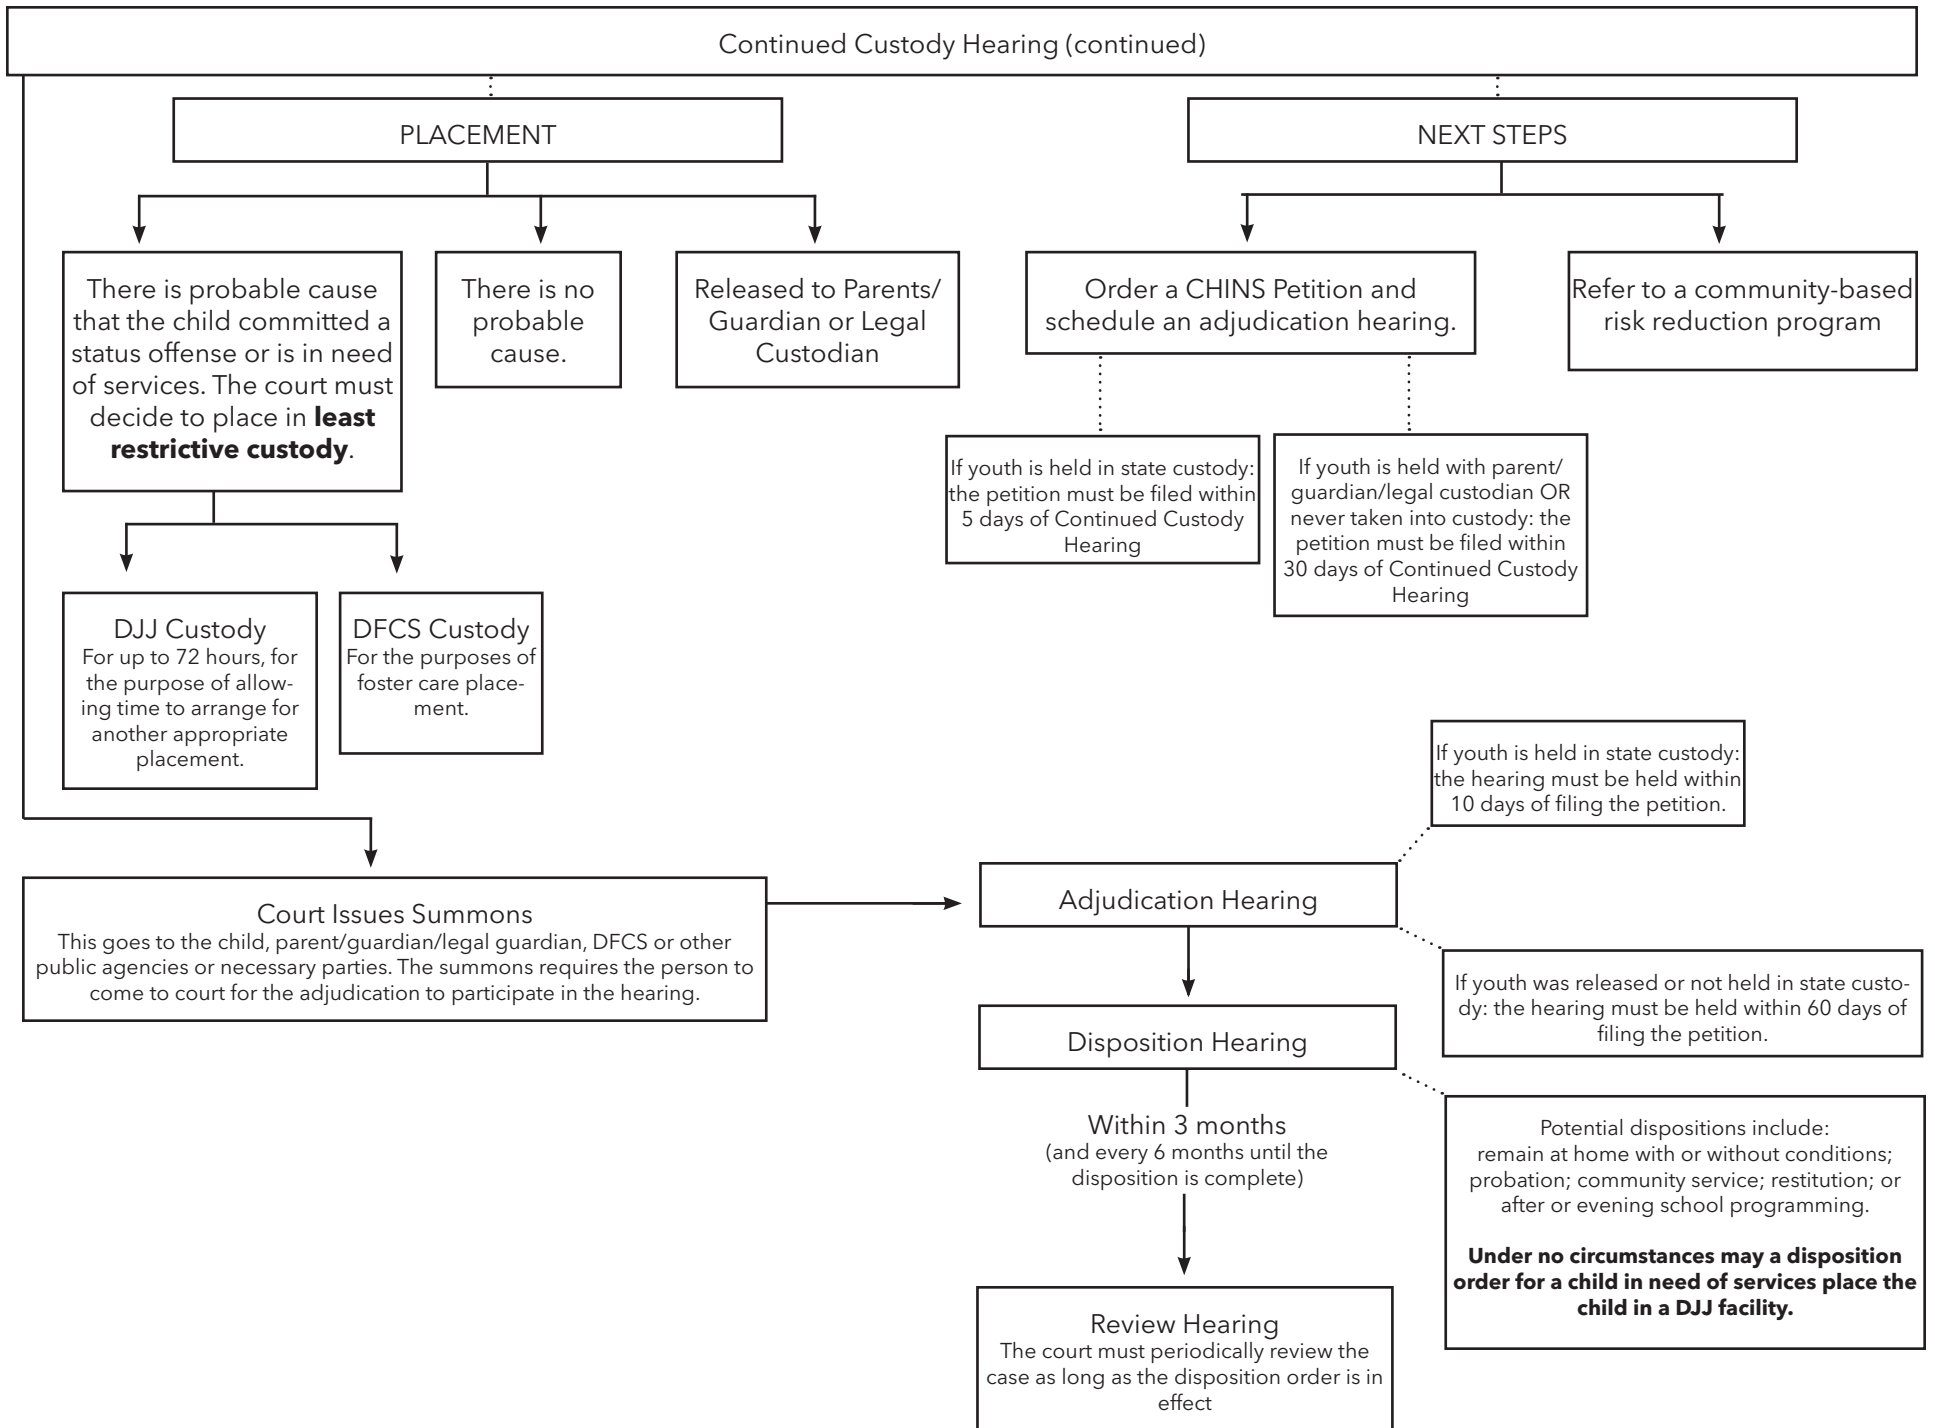 Continued Custody Hearing (continued)
PLACEMENT
NEXT STEPS
There is probable cause
that the child committed a
status offense or is in need
of services. The court must
decide to place in least
restrictive custody.
There is no
probable
cause.
Released to Parents/
Guardian or Legal
Custodian
Order a CHINS Petition and
schedule an adjudication hearing.
Refer to a community-based
risk reduction program
If youth is held in state custody:
the petition must be filed within
5 days of Continued Custody
Hearing
If youth is held with parent/
guardian/legal custodian OR
never taken into custody: the
petition must be filed within
30 days of Continued Custody
Hearing
DJJ Custody
For up to 72 hours, for
the purpose of allow-
ing time to arrange for
another appropriate
placement.
DFCS Custody
For the purposes of
foster care place-
ment.
If youth is held in state custody:
the hearing must be held within
10 days of filing the petition.
Court Issues Summons
This goes to the child, parent/guardian/legal guardian, DFCS or other
public agencies or necessary parties. The summons requires the person to
come to court for the adjudication to participate in the hearing.
Adjudication Hearing
If youth was released or not held in state custo-
dy: the hearing must be held within 60 days of
filing the petition.
Disposition Hearing
Within 3 months
(and every 6 months until the
disposition is complete)
Potential dispositions include:
remain at home with or without conditions;
probation; community service; restitution; or
after or evening school programming.
Under no circumstances may a disposition
order for a child in need of services place the
child in a DJJ facility.
Review Hearing
The court must periodically review the
case as long as the disposition order is in
effect